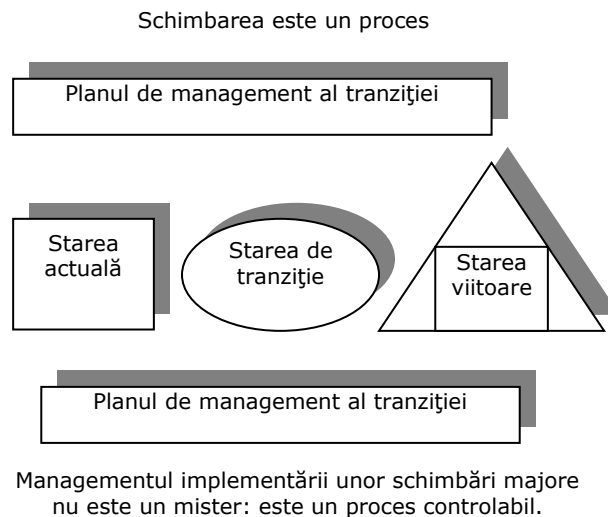 Schimbarea este un proces
Planul de management al tranziţiei
Starea
actuală
Starea de
tranziţie
Starea
viitoare
Planul de management al tranziţiei
Managementul implementării unor schimbări majore
nu este un mister: este un proces controlabil.